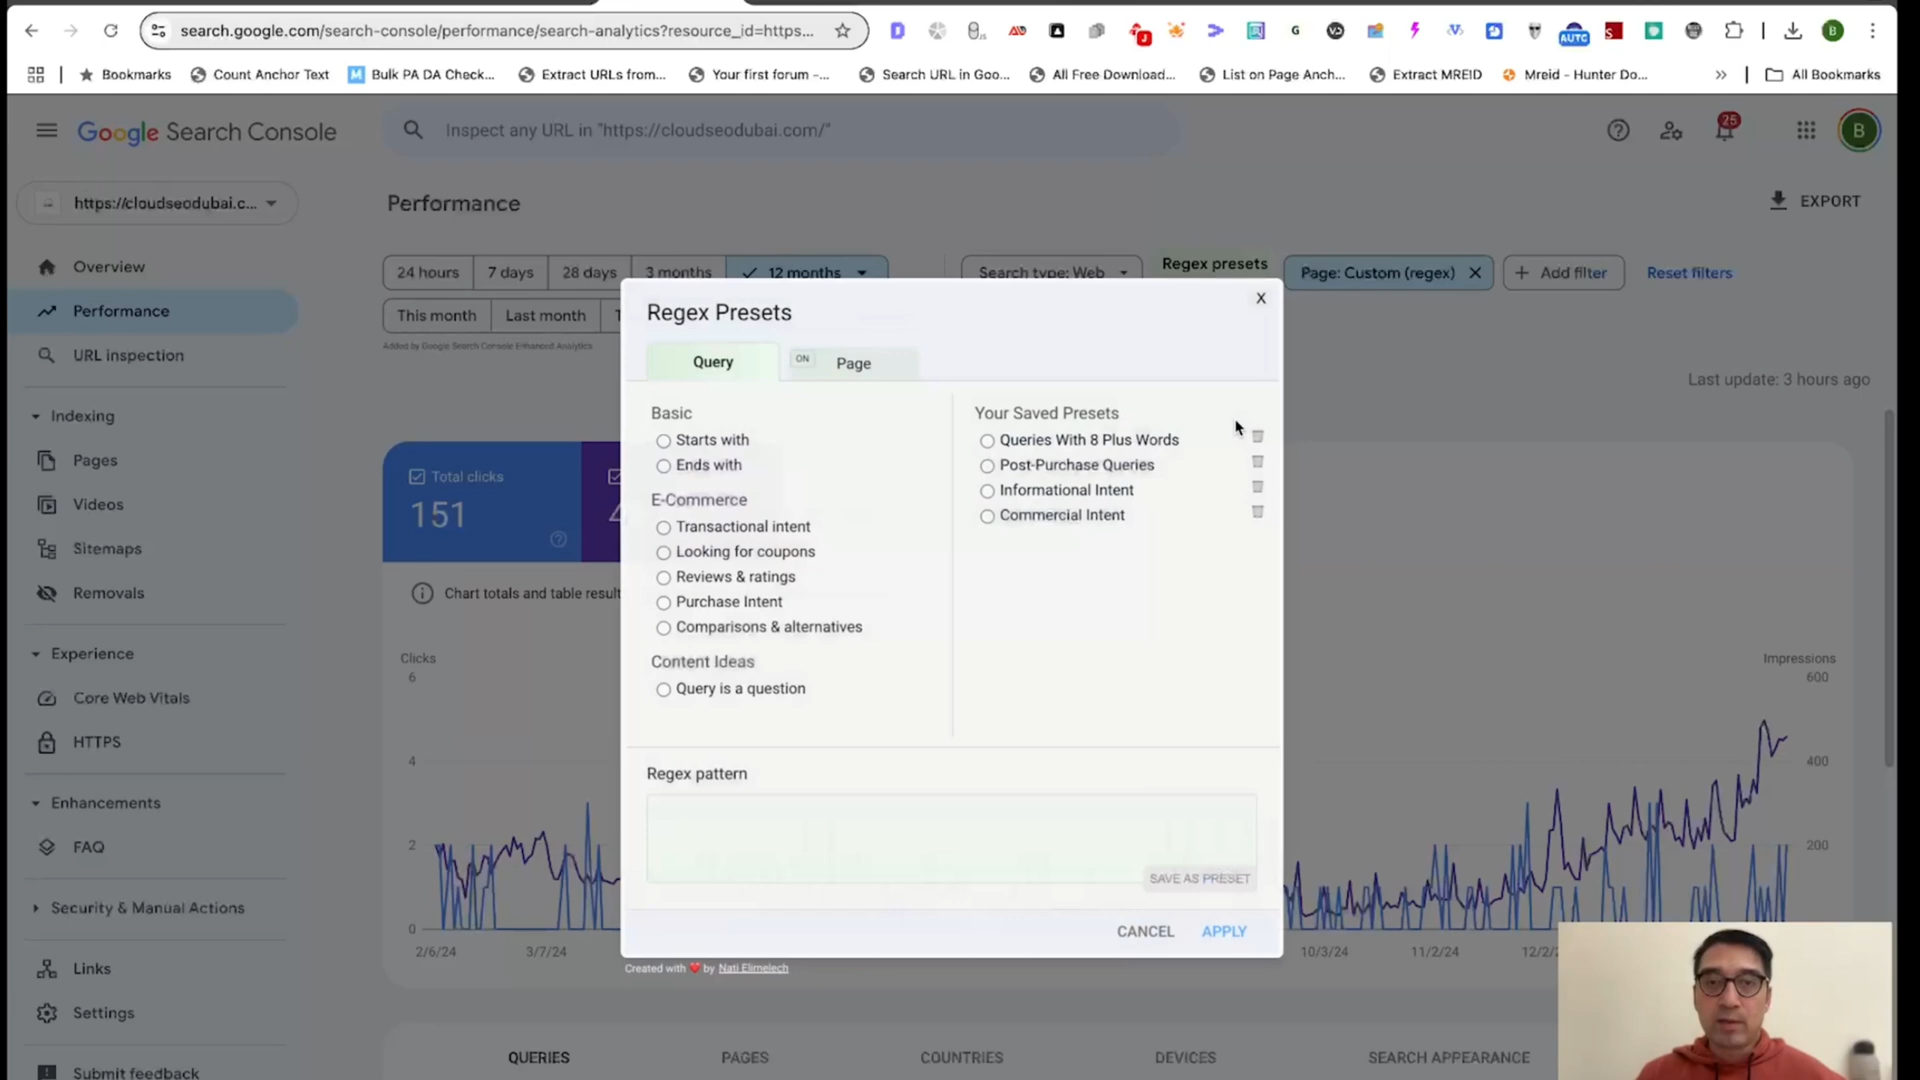 search.google.com/search-console/performance/search-analytics?resource_id=https...
Bookmarks
Count Anchor Text
Bulk PA DA Check...
Extract URLs from...
Your first forum -...
Search URL in Goo...
All Free Download...
List on Page Anch...
Extract MREID
Mreid - Hunter Do...
All Bookmarks
Google Search Console
Inspect any URL in "https://cloudseodubai.com/"
25
B
https://cloudseodubai.c...
Performance
EXPORT
24 hours
7 days
28 days
3 months
12 months
Search type: Web
Regex presets
Page: Custom (regex)
Add filter
Reset filters
This month
Last month
Added by Google Search Console Enhanced Analytics
Last update: 3 hours ago
Overview
Performance
URL inspection
Indexing
Pages
Videos
Sitemaps
Removals
Experience
Core Web Vitals
HTTPS
Enhancements
FAQ
Security & Manual Actions
Links
Settings
Submit feedback
Total clicks
151
Chart totals and table result
Clicks
6
4
2
0
Impressions
600
400
200
2/6/24
3/7/24
10/3/24
11/2/24
12/2/
Regex Presets
X
Query
ON
Page
Basic
Starts with
Ends with
E-Commerce
Transactional intent
Looking for coupons
Reviews & ratings
Purchase Intent
Comparisons & alternatives
Content Ideas
Query is a question
Your Saved Presets
Queries With 8 Plus Words
Post-Purchase Queries
Informational Intent
Commercial Intent
Regex pattern
SAVE AS PRESET
CANCEL
APPLY
Created with ❤ by Nati Elimelech
QUERIES
PAGES
COUNTRIES
DEVICES
SEARCH APPEARANCE